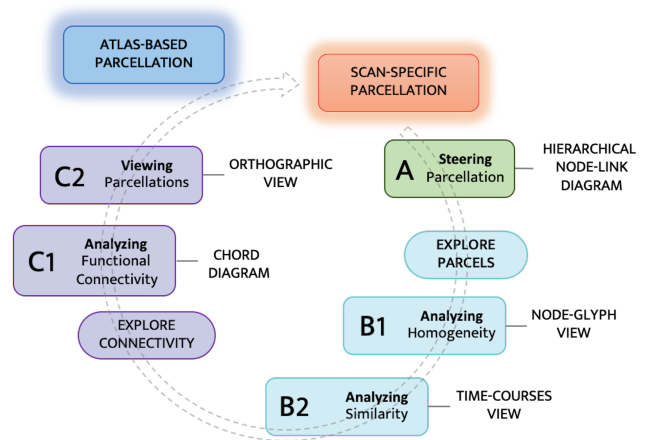 ATLAS-BASED
PARCELLATION
SCAN-SPECIFIC
PARCELLATION
C2
Viewing
Parcellations
ORTHOGRAPHIC
VIEW
A
Steering
Parcellation
HIERARCHICAL
NODE-LINK
DIAGRAM
C1
Analyzing
Functional
Connectivity
CHORD
DIAGRAM
EXPLORE
PARCELS
EXPLORE
CONNECTIVITY
B1
Analyzing
Homogeneity
NODE-GLYPH
VIEW
B2
Analyzing
Similarity
TIME-COURSES
VIEW